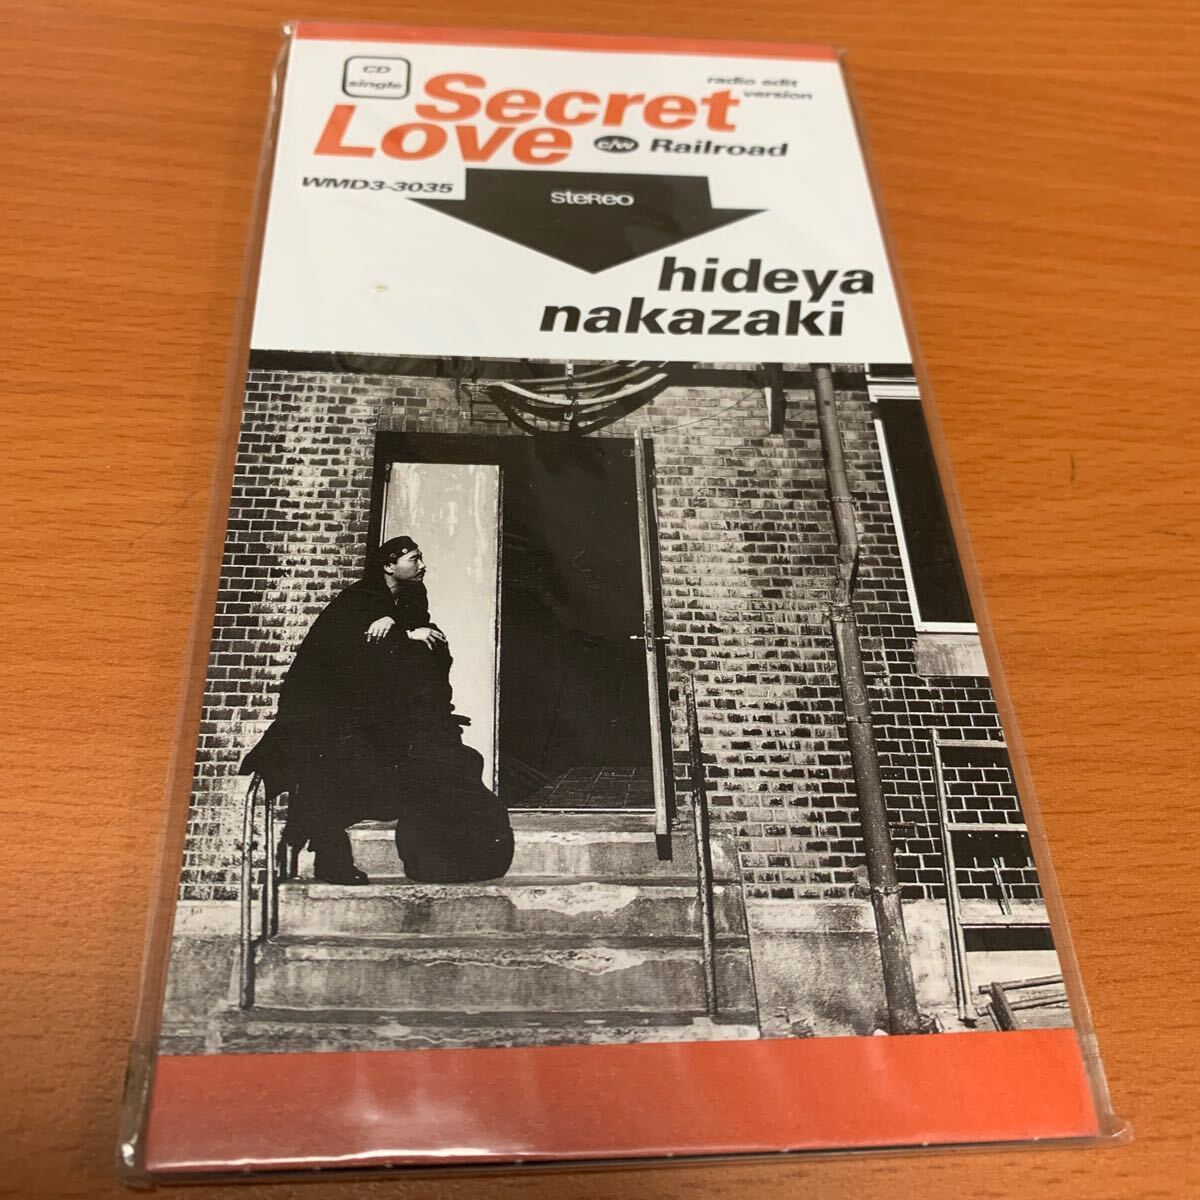 CD
single
radio edit
version
Secret
Love
c/w Railroad
WMD3-3035
steReo
hideya
nakazaki